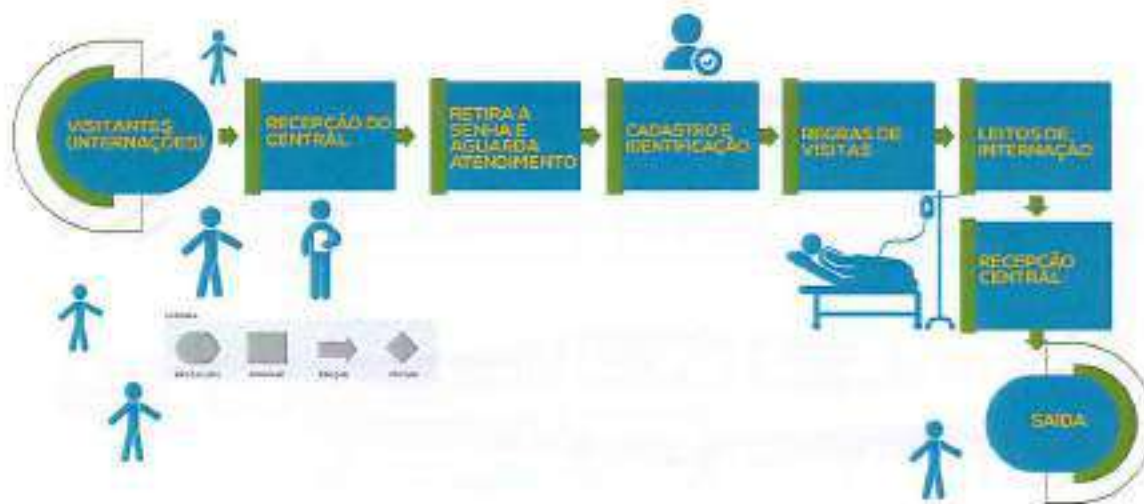 VISITANTES
(INTERNAÇÕES)
RECEPÇÃO DO
CENTRAL
RETIRA A
SENHA E
AGUARDA
ATENDIMENTO
CADASTRO E
IDENTIFICAÇÃO
REGRAS DE
VISITAS
LEITOS DE
INTERNAÇÃO
RECEPÇÃO
CENTRAL
SAÍDA